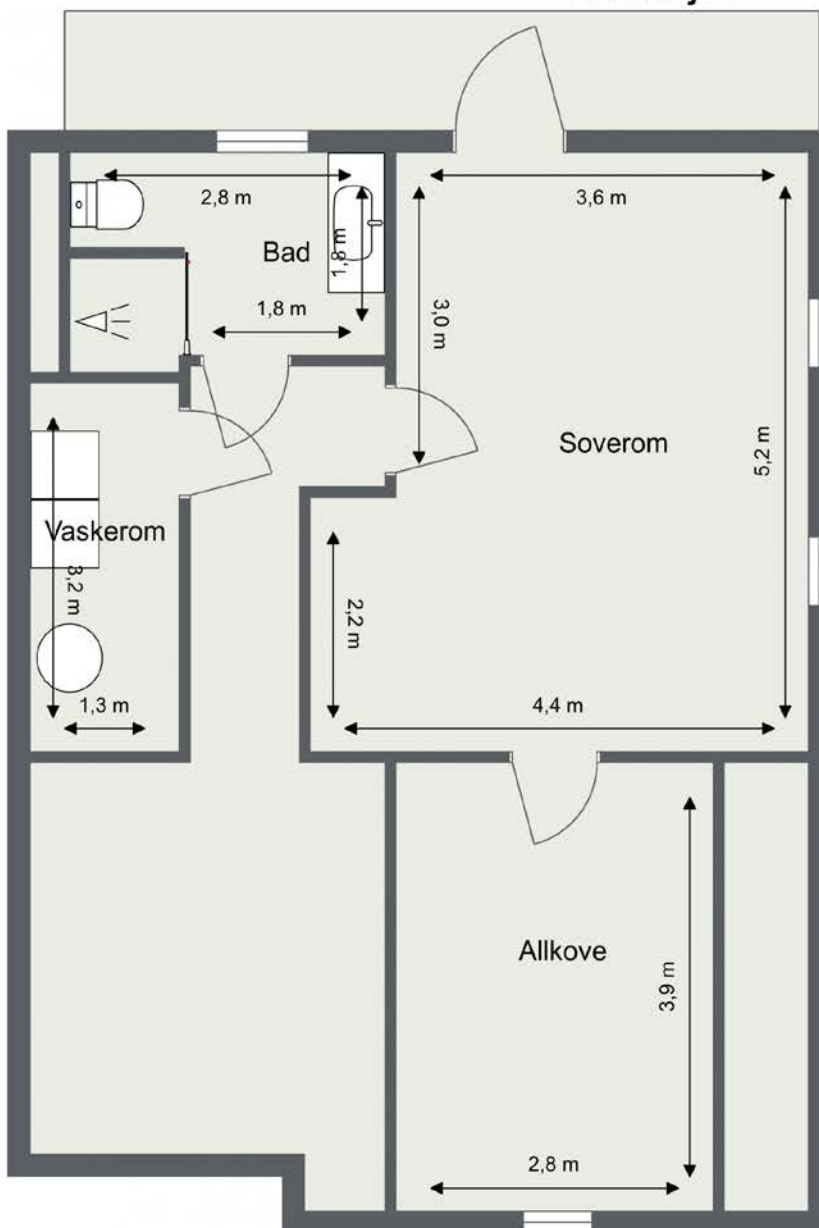 2,8 m
3,6 m
Bad
1,8 m
1,8 m
3,0 m
Soverom
5,2 m
Vaskerom
3,2 m
2,2 m
1,3 m
4,4 m
Allkove
3,9 m
2,8 m